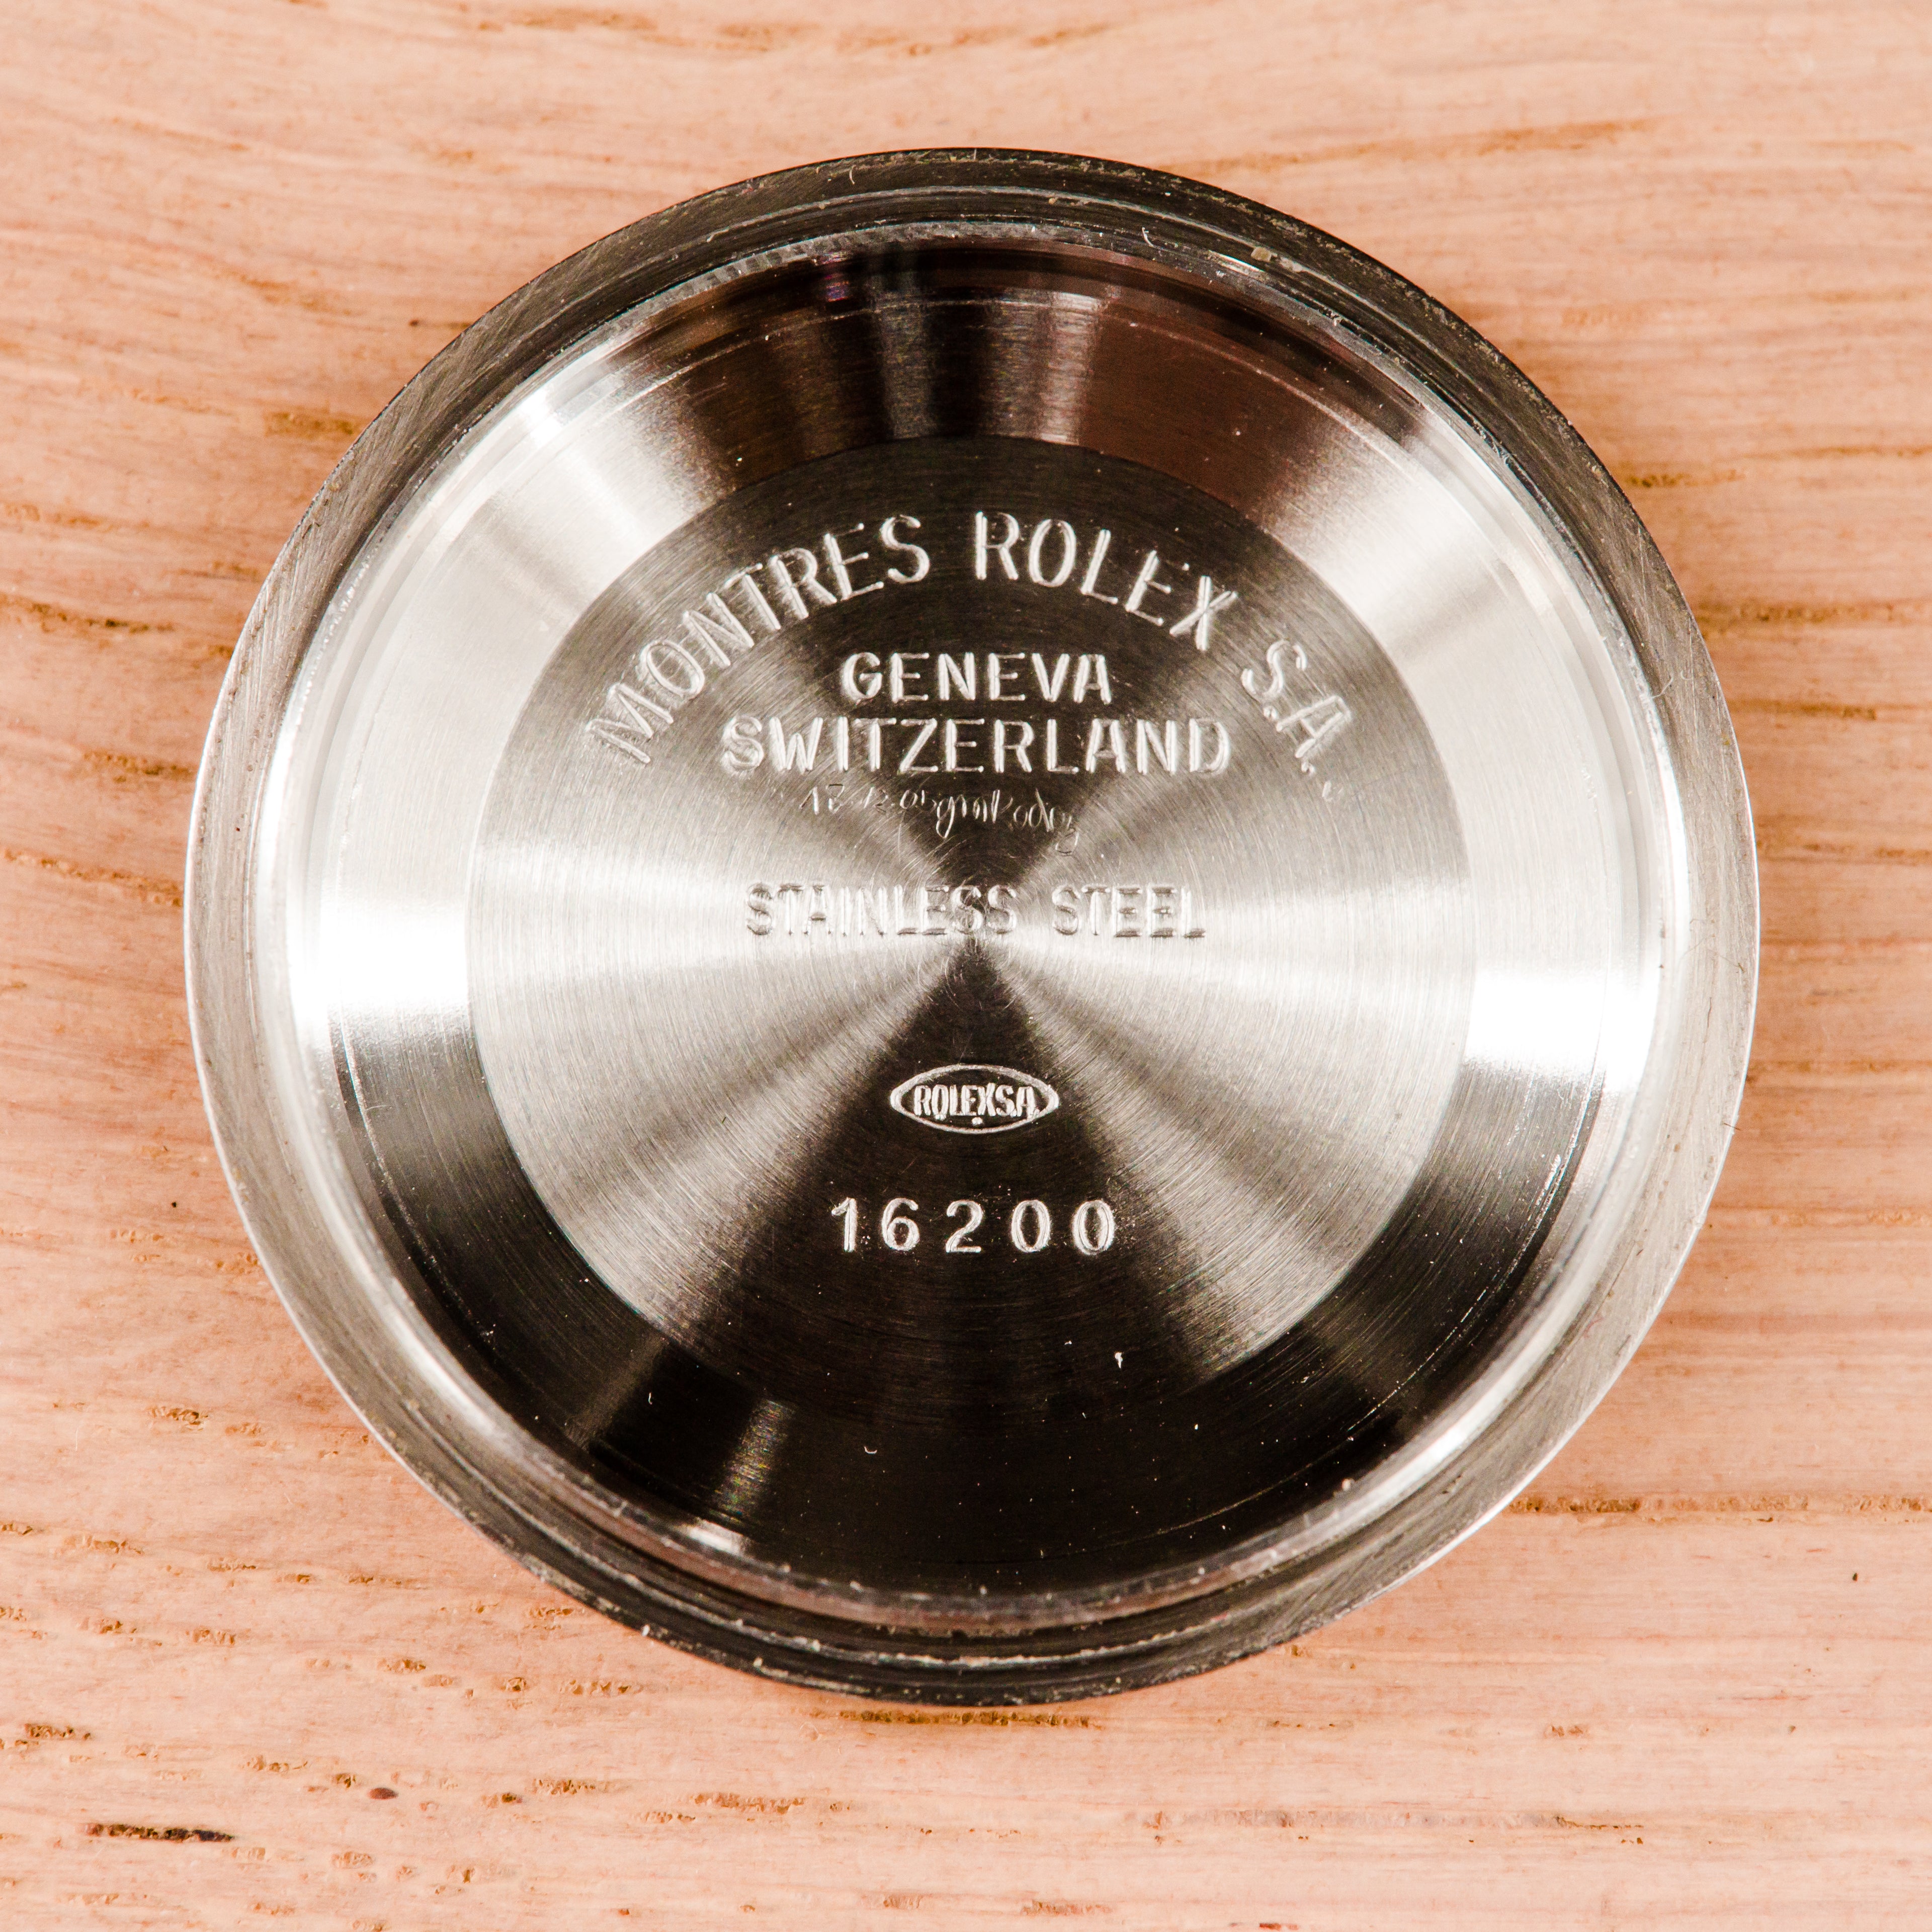 MONTRES ROLEX S.A.
GENEVA
SWITZERLAND
STAINLESS STEEL
ROLEX S.A.
16200